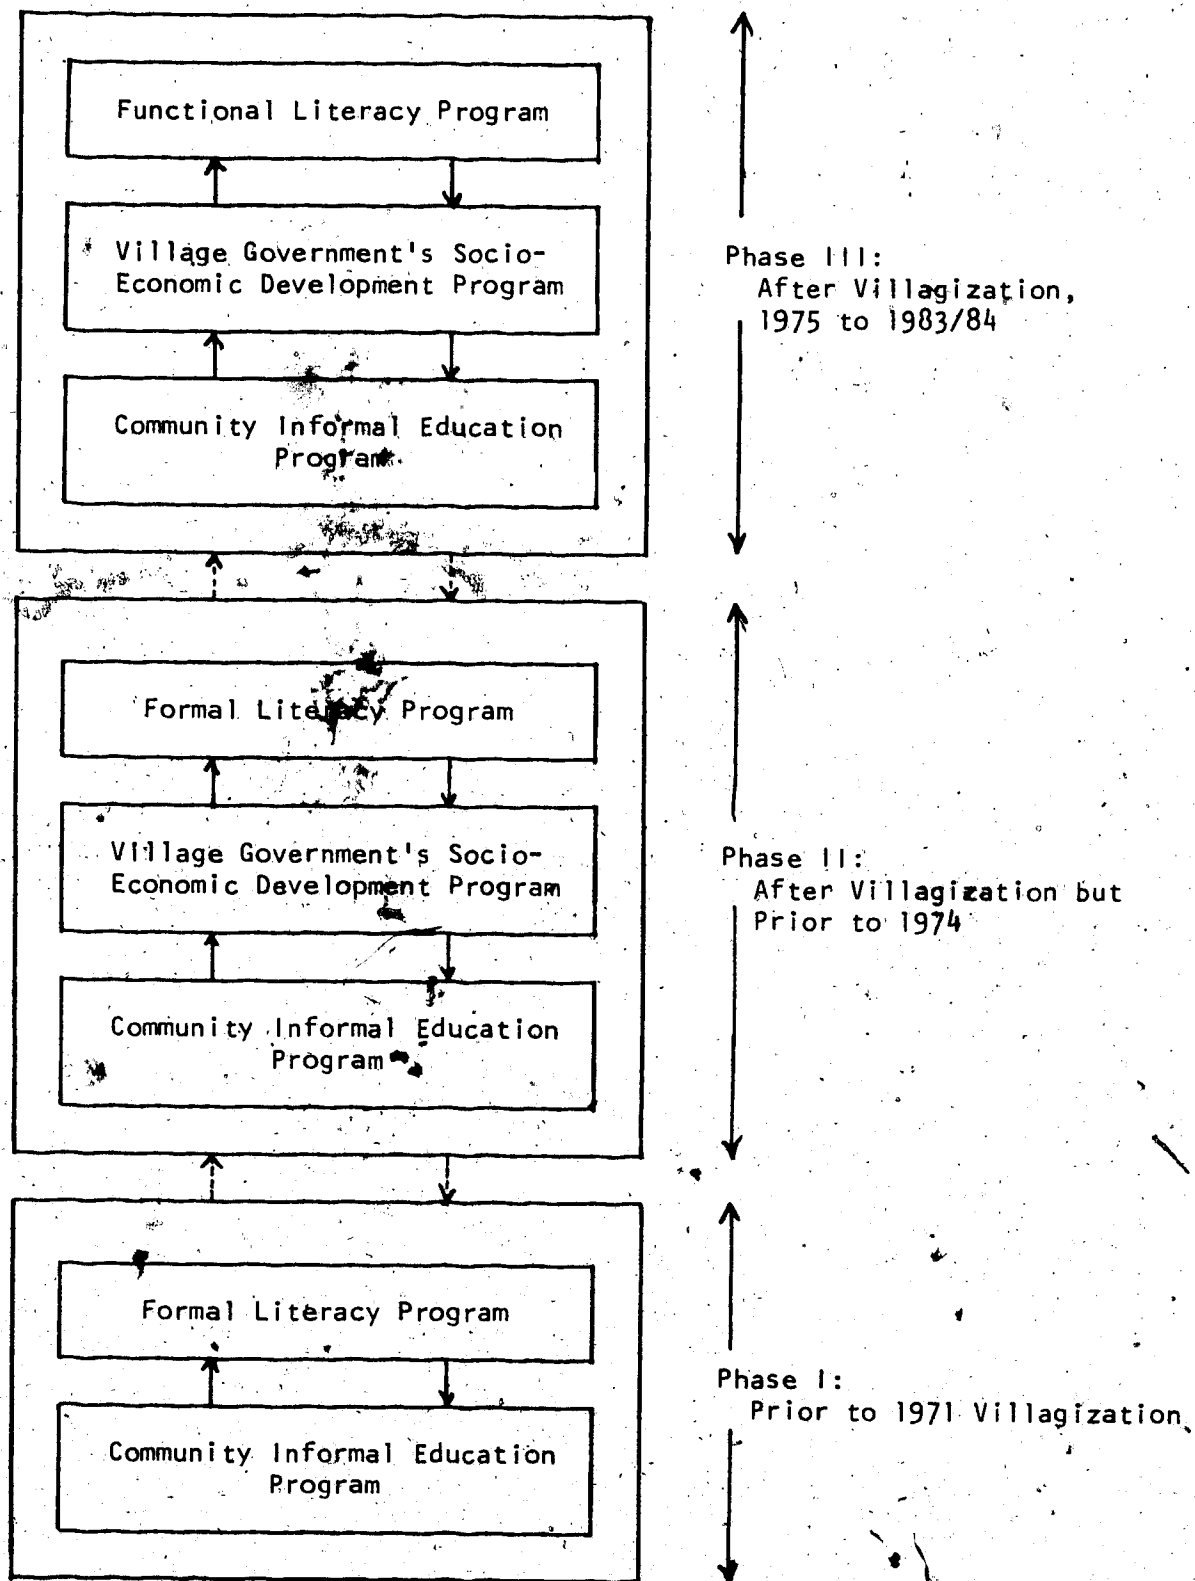 Functional Literacy Program
Village Government's Socio-
Economic Development Program
Community Informal Education
Program
Phase III:
After Villagization,
1975 to 1983/84
Formal Literacy Program
Village Government's Socio-
Economic Development Program
Community Informal Education
Program
Phase II:
After Villagization but
Prior to 1974
Formal Literacy Program
Community Informal Education
Program
Phase I:
Prior to 1971 Villagization